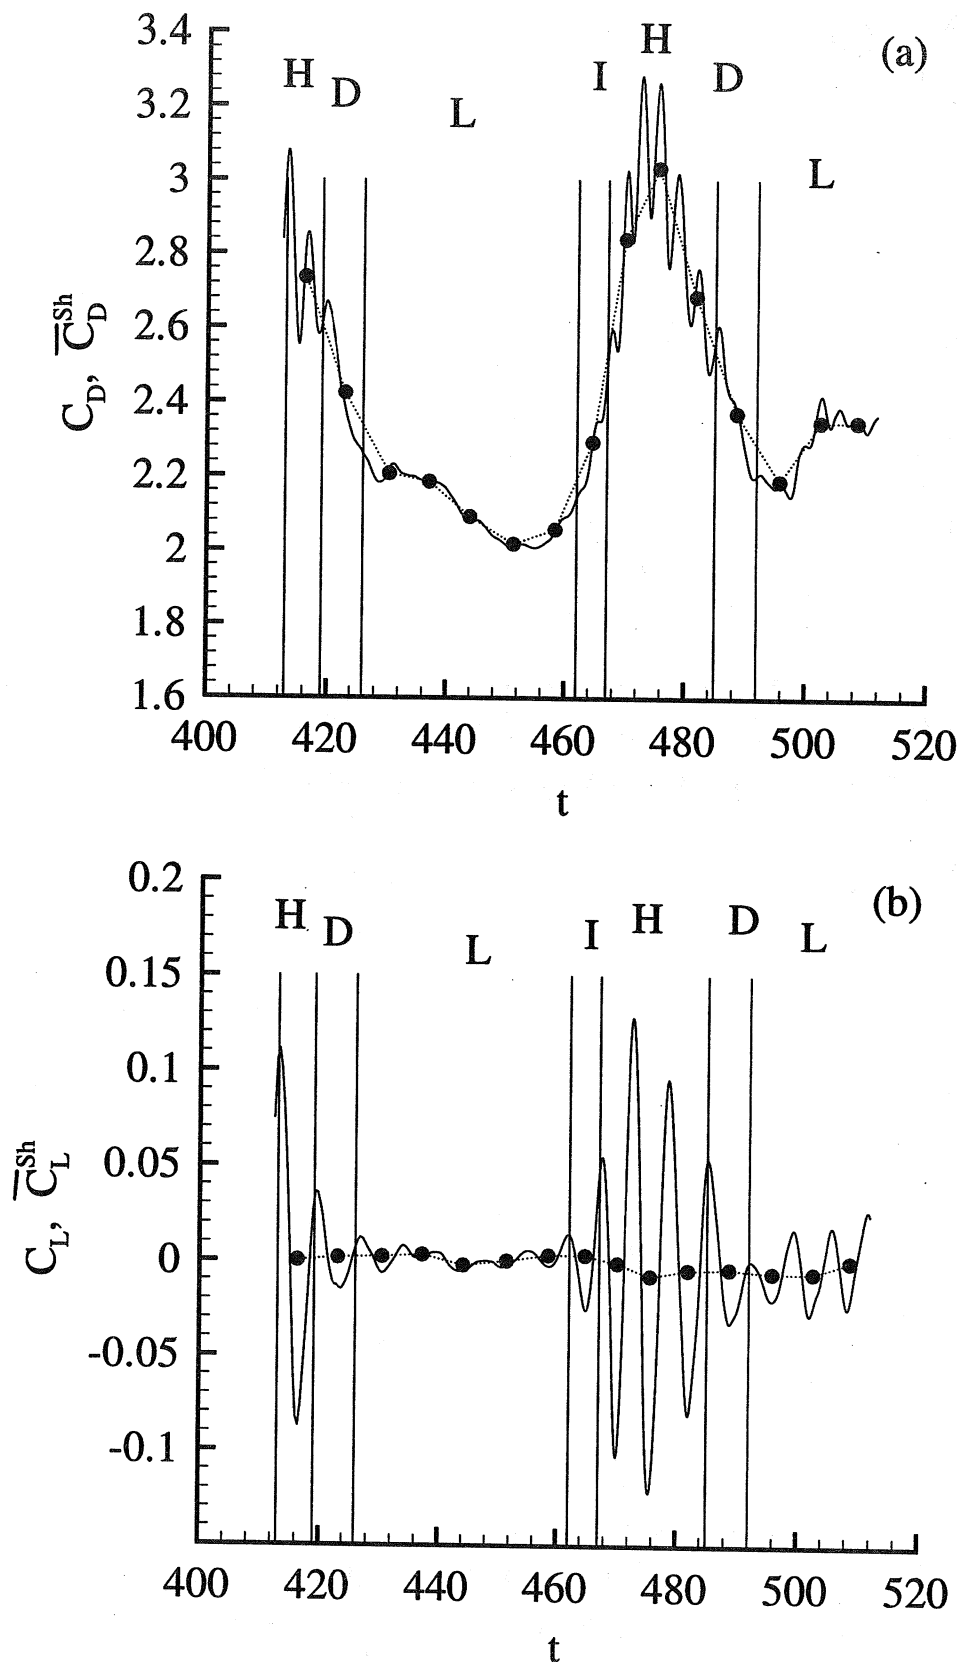 (a)
3.4
3.2
3
2.8
2.6
2.4
2.2
2
1.8
1.6
H D L I H D L
C_D, C̅_D^Sh
400 420 440 460 480 500 520
t
(b)
0.2
0.15
0.1
0.05
0
-0.05
-0.1
H D L I H D L
C_L, C̅_L^Sh
400 420 440 460 480 500 520
t